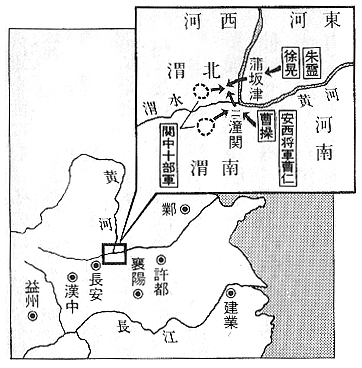 河西
河東
渭北
蒲坂津
徐晃
朱霊
渭水
黄河
潼関
河南
関中十部軍
渭南
曹操
安西将軍曹仁
黄河
鄴
長安
襄陽
許都
漢中
益州
建業
長江